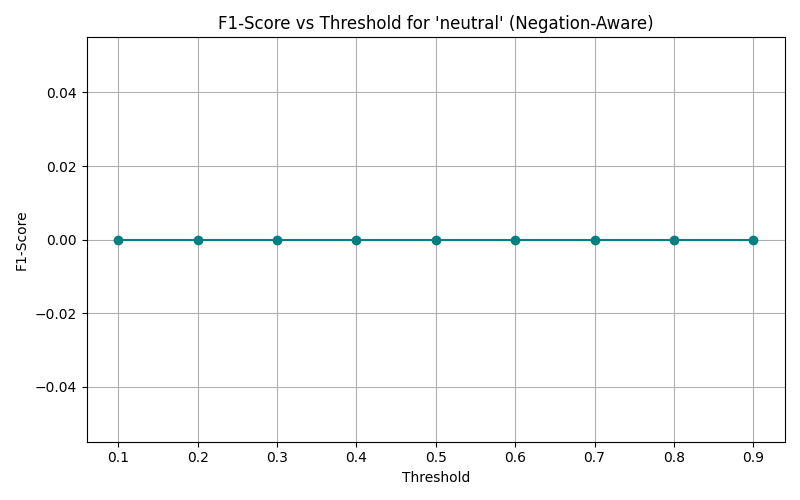 F1-Score vs Threshold for 'neutral' (Negation-Aware)
F1-Score
0.04
0.02
0.00
−0.02
−0.04
0.1 0.2 0.3 0.4 0.5 0.6 0.7 0.8 0.9
Threshold